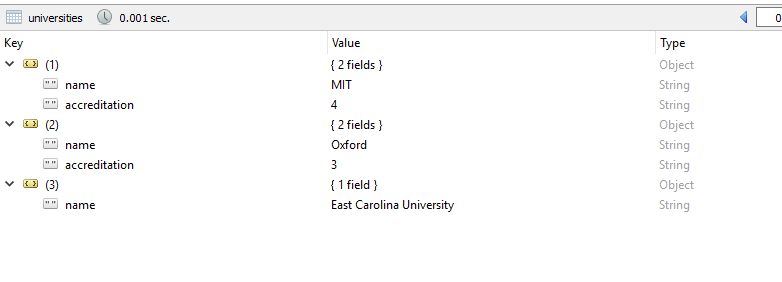 universities 0.001 sec. 0
Key Value Type
(1) { 2 fields } Object
name MIT String
accreditation 4 String
(2) { 2 fields } Object
name Oxford String
accreditation 3 String
(3) { 1 field } Object
name East Carolina University String